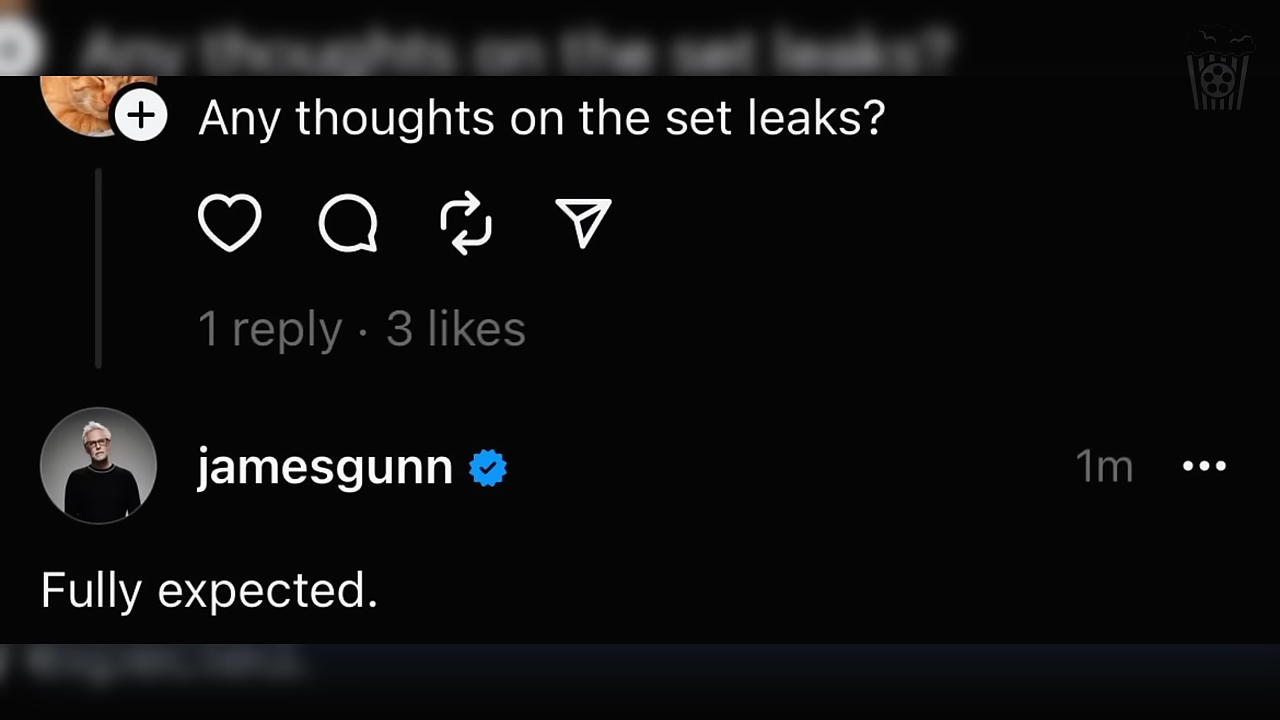 Any thoughts on the set leaks?
Any thoughts on the set leaks?
1 reply · 3 likes
jamesgunn
1m
Fully expected.
expected.